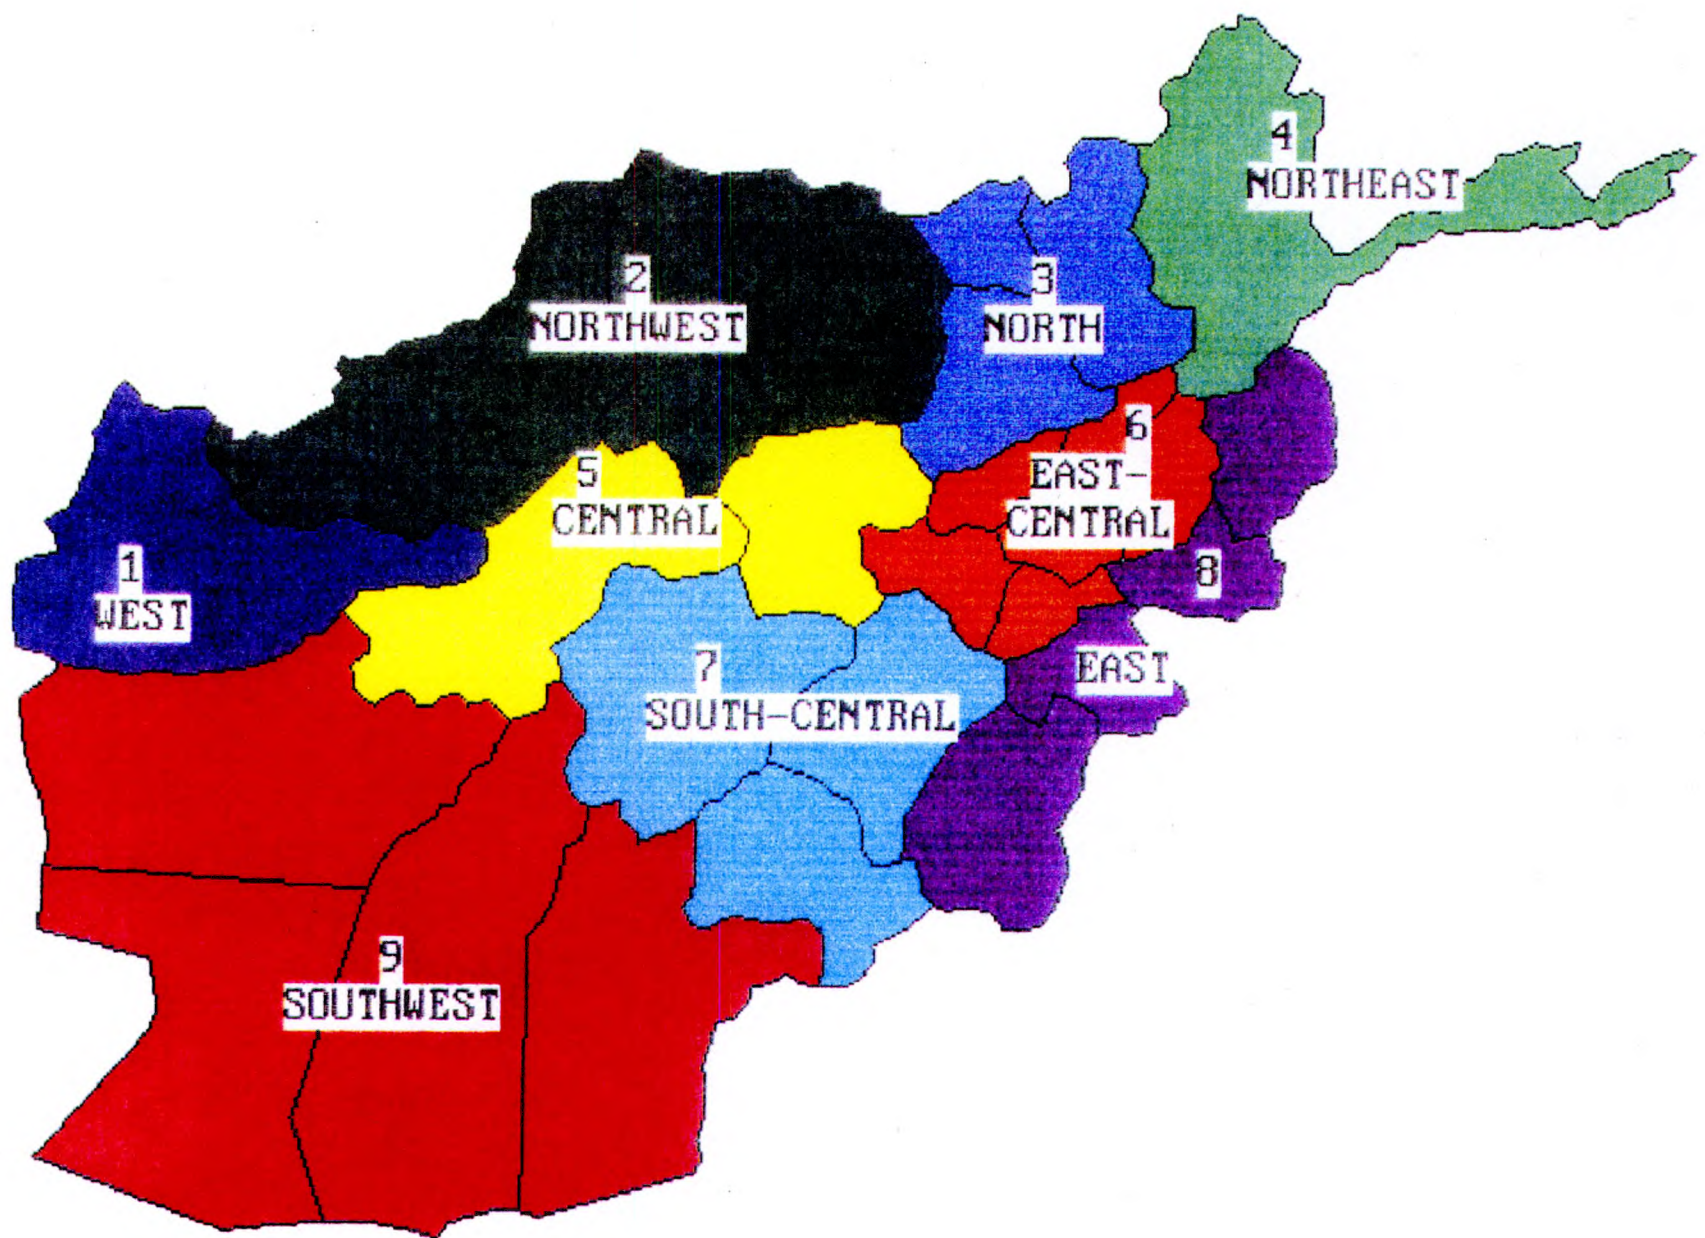 1
WEST
2
NORTHWEST
3
NORTH
4
NORTHEAST
5
CENTRAL
6
EAST-
CENTRAL
7
SOUTH-CENTRAL
8
EAST
9
SOUTHWEST